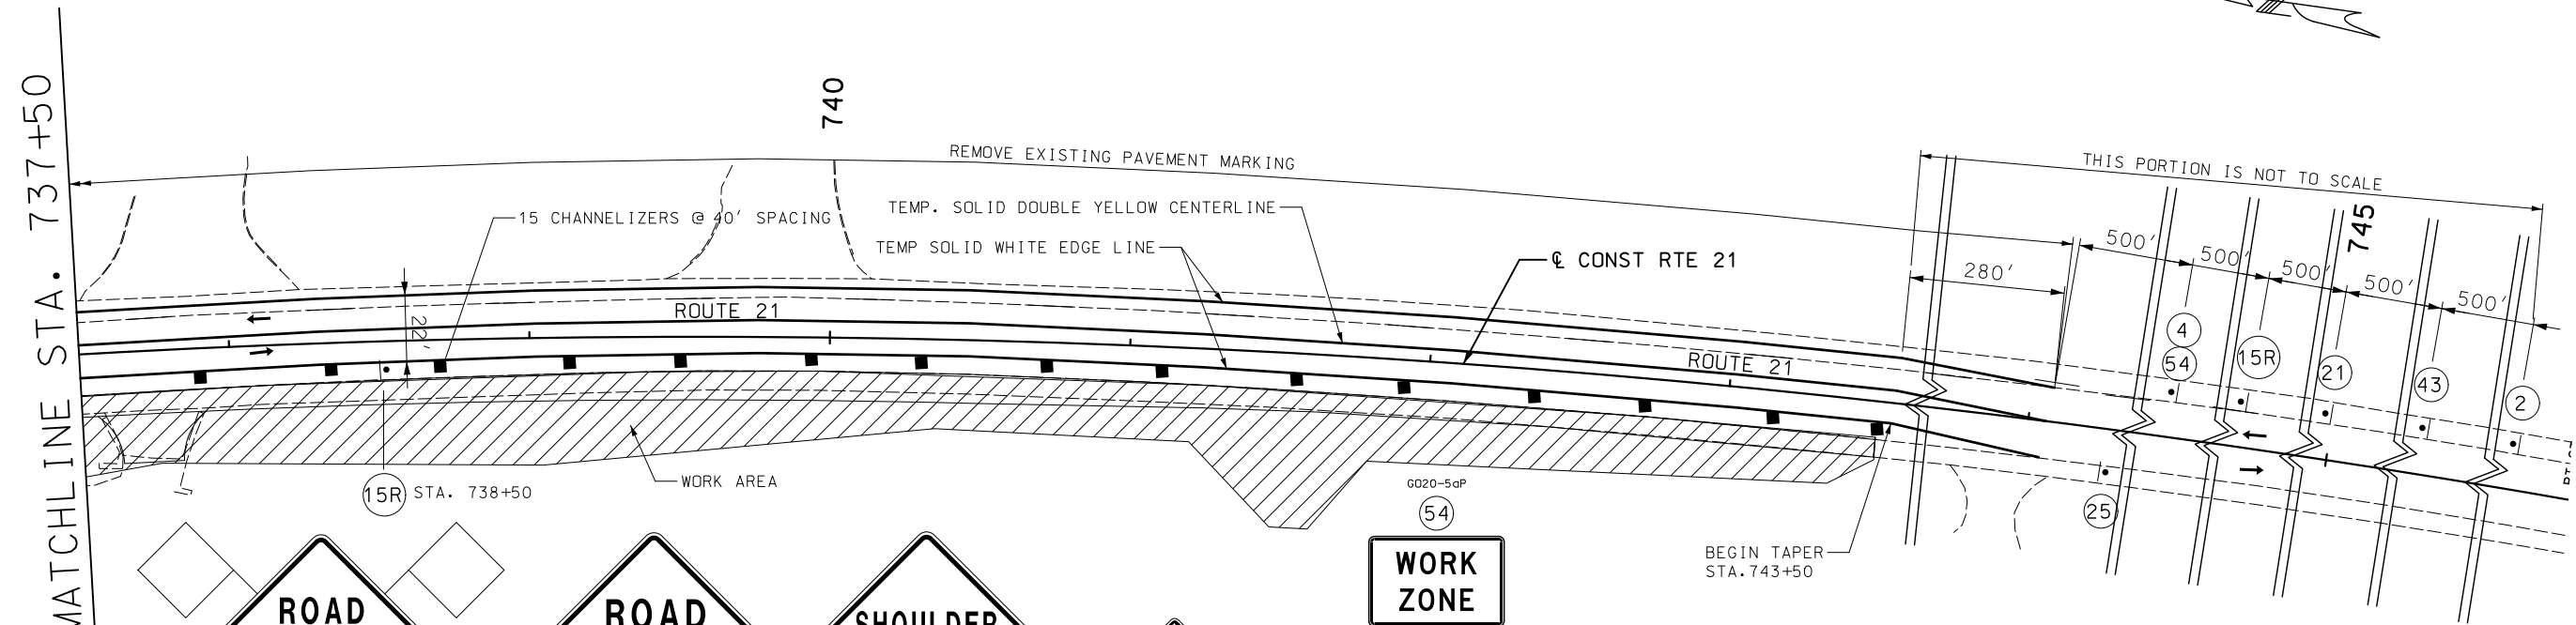 MATCHLINE STA. 737+50
740
REMOVE EXISTING PAVEMENT MARKING
THIS PORTION IS NOT TO SCALE
745
15 CHANNELIZERS @ 40' SPACING
TEMP. SOLID DOUBLE YELLOW CENTERLINE
TEMP SOLID WHITE EDGE LINE
℄ CONST RTE 21
280'
500'
500'
500'
500'
500'
ROUTE 21
22'
ROUTE 21
4
54
15R
21
43
2
25
15R STA. 738+50
WORK AREA
G020-5aP
54
WORK
ZONE
BEGIN TAPER
STA.743+50
ROAD
ROAD
SHOULDER